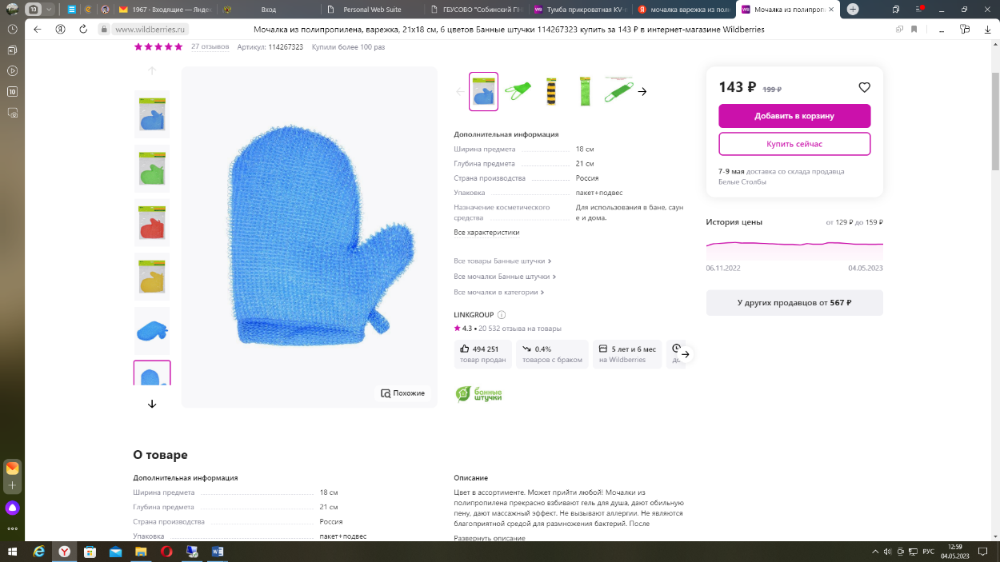 10
1967 · Входящие — Яндек
Вход
Personal Web Suite
ГБУСОВО "Собинский ПН
Тумба прикроватная KV-
мочалка варежка из пол
Мочалка из полипроп
www.wildberries.ru
Мочалка из полипропилена, варежка, 21х18 см, 6 цветов Банные штучки 114267323 купить за 143 ₽ в интернет-магазине Wildberries
27 отзывов Артикул: 114267323 Купили более 100 раз
143 ₽ 199 ₽
Добавить в корзину
Купить сейчас
7-9 мая доставка со склада продавца
Белые Столбы
Дополнительная информация
Ширина предмета 18 см
Глубина предмета 21 см
Страна производства Россия
Упаковка пакет+подвес
Назначение косметического средства Для использования в бане, саун
е и дома.
Все характеристики
История цены от 129 ₽ до 159 ₽
06.11.2022 04.05.2023
У других продавцов от 567 ₽
Все товары Банные штучки
Все мочалки Банные штучки
Все мочалки в категории
LINKGROUP
4.3 • 20 532 отзыва на товары
494 251
товар продан
0.4%
товаров с браком
5 лет и 6 мес
на Wildberries
Похожие
банные
штучки
О товаре
Дополнительная информация
Ширина предмета 18 см
Глубина предмета 21 см
Страна производства Россия
Упаковка пакет+подвес
Описание
Цвет в ассортименте. Может прийти любой! Мочалки из
полипропилена прекрасно взбивают гель для душа, дают обильную
пену, дают массажный эффект. Не вызывают аллергии. Не являются
благоприятной средой для размножения бактерий. После
Развернуть описание
РУС
12:59
04.05.2023